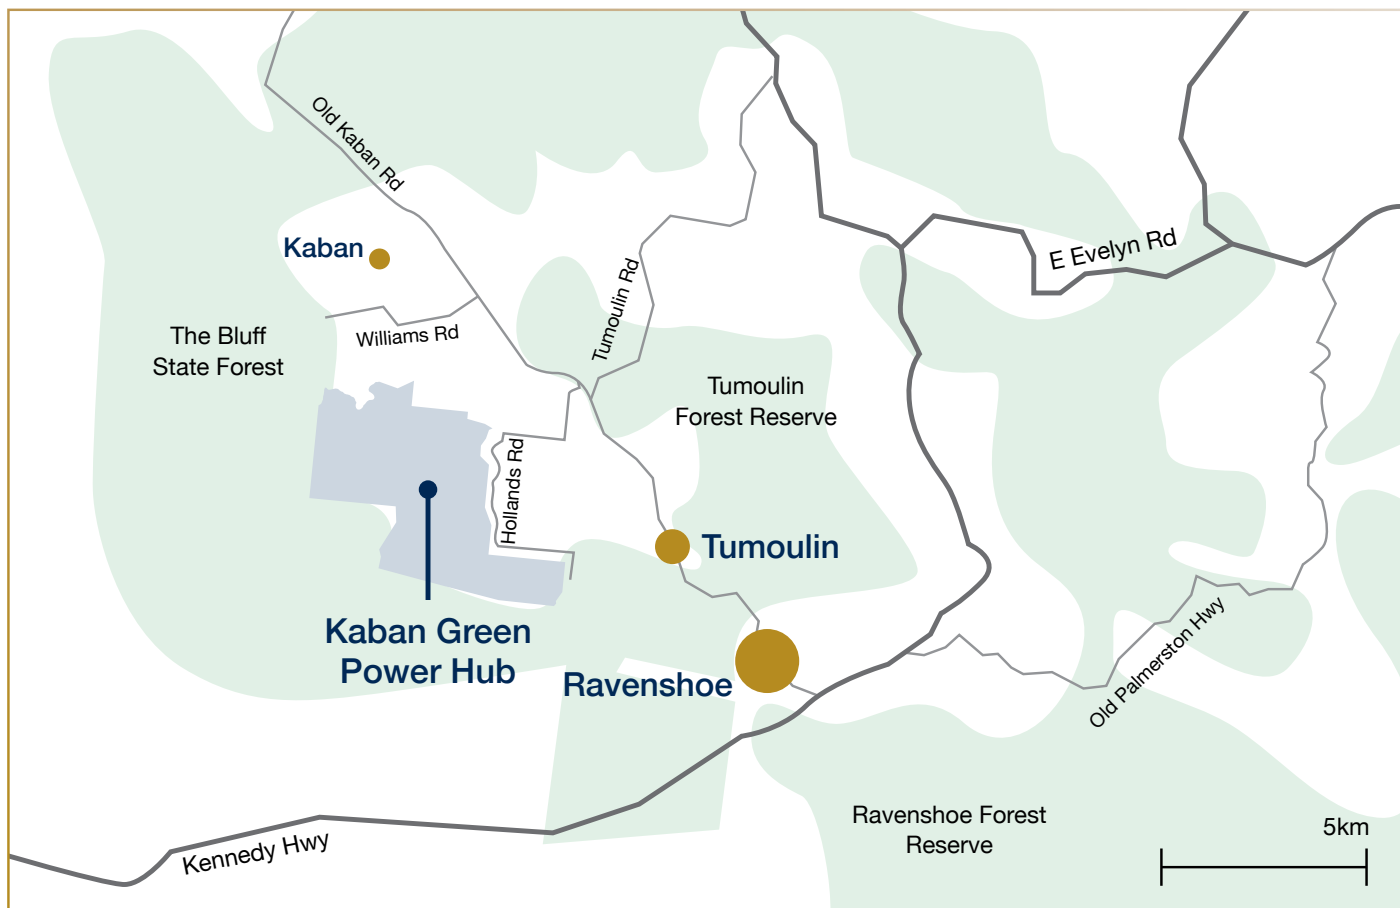 Old Kaban Rd
Kaban
E Evelyn Rd
Tumoulin Rd
Williams Rd
The Bluff
State Forest
Tumoulin
Forest Reserve
Hollands Rd
Tumoulin
Kaban Green
Power Hub
Ravenshoe
Old Palmerston Hwy
Ravenshoe Forest
Reserve
5km
Kennedy Hwy